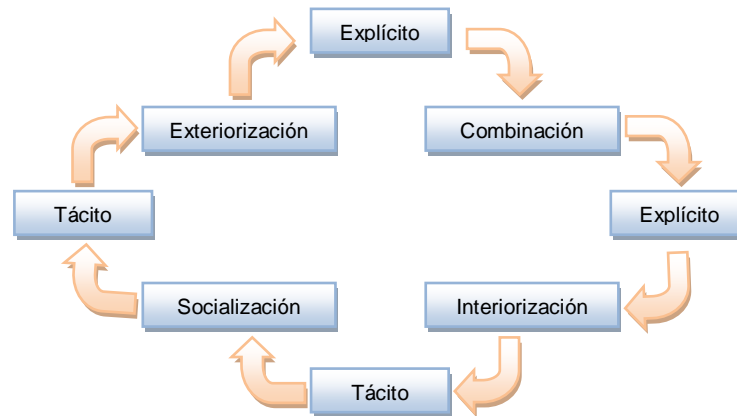 Explícito
Exteriorización
Combinación
Tácito
Explícito
Socialización
Interiorización
Tácito